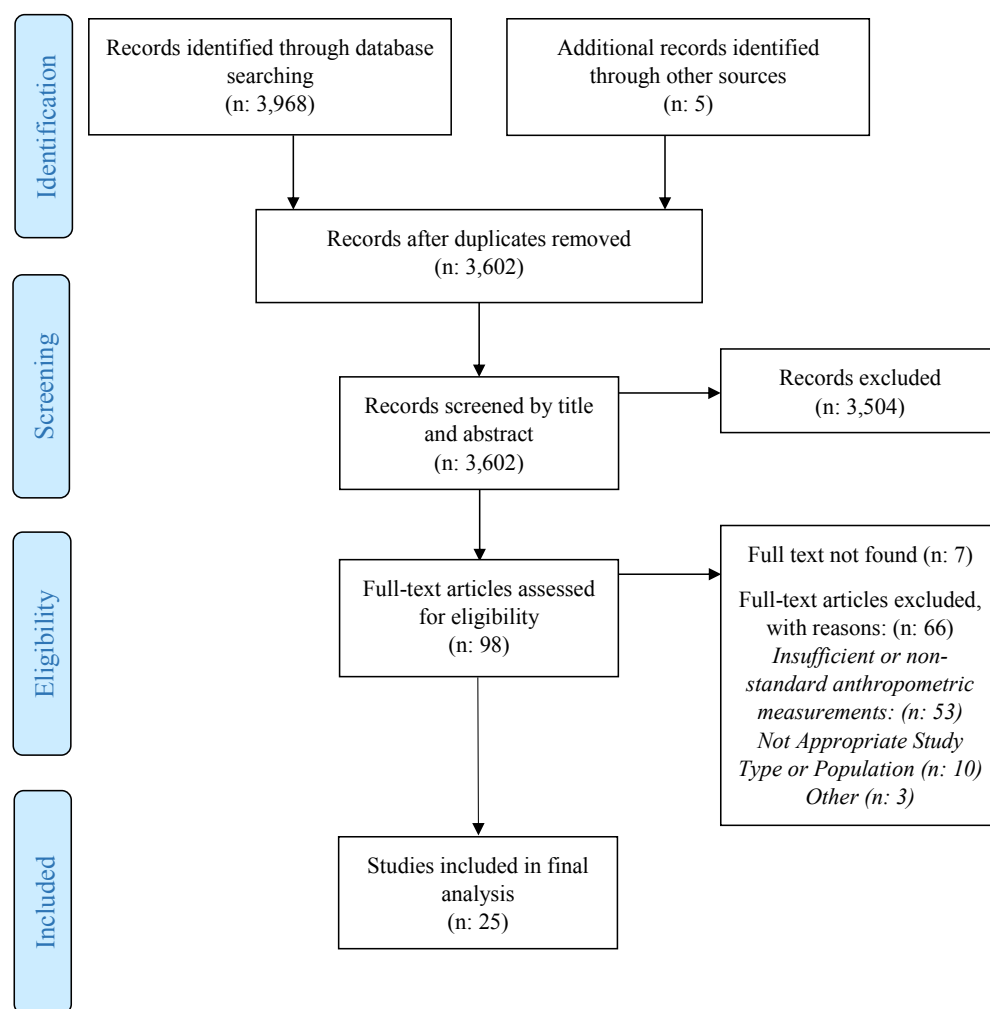 Identification
Records identified through database
searching
(n: 3,968)
Additional records identified
through other sources
(n: 5)
Records after duplicates removed
(n: 3,602)
Screening
Records screened by title
and abstract
(n: 3,602)
Records excluded
(n: 3,504)
Eligibility
Full-text articles assessed
for eligibility
(n: 98)
Full text not found (n: 7)
Full-text articles excluded,
with reasons: (n: 66)
Insufficient or non-
standard anthropometric
measurements: (n: 53)
Not Appropriate Study
Type or Population (n: 10)
Other (n: 3)
Included
Studies included in final
analysis
(n: 25)